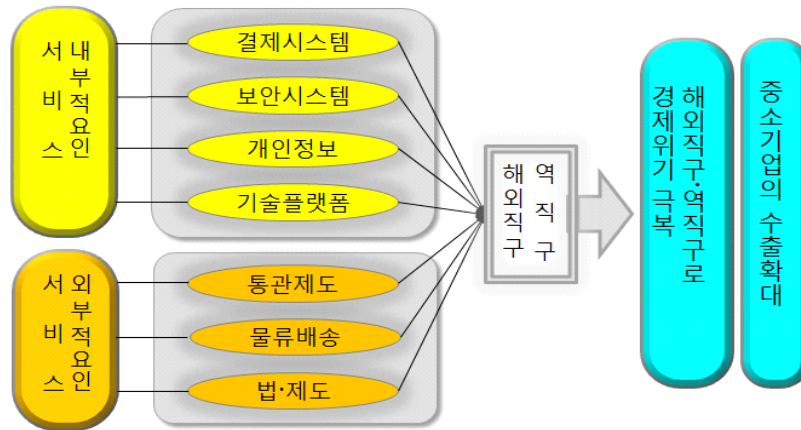 내부적요인
서비스
결제시스템
보안시스템
개인정보
기술플랫폼
외부적요인
서비스
통관제도
물류배송
법·제도
역직구
해외직구
해외직구·역직구로
경제위기 극복
중소기업의 수출확대